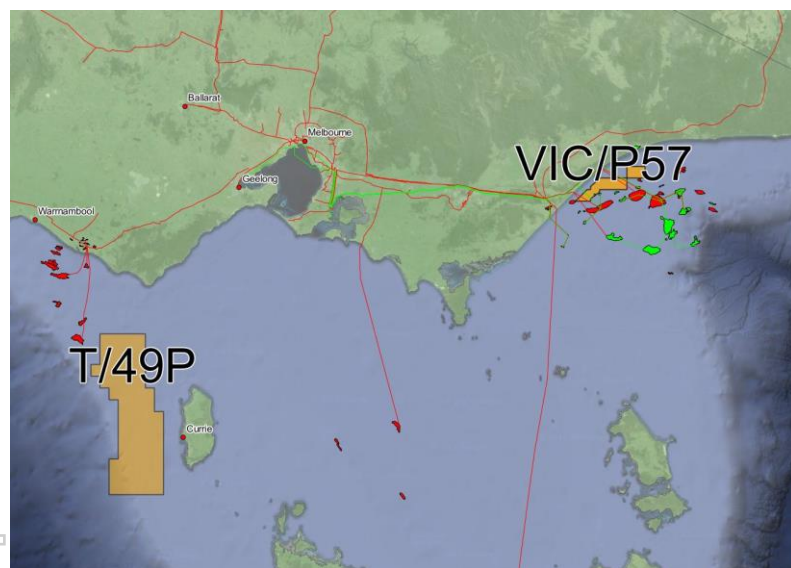 Ballarat
Melbourne
VIC/P57
Geelong
Warrnambool
T/49P
Currie